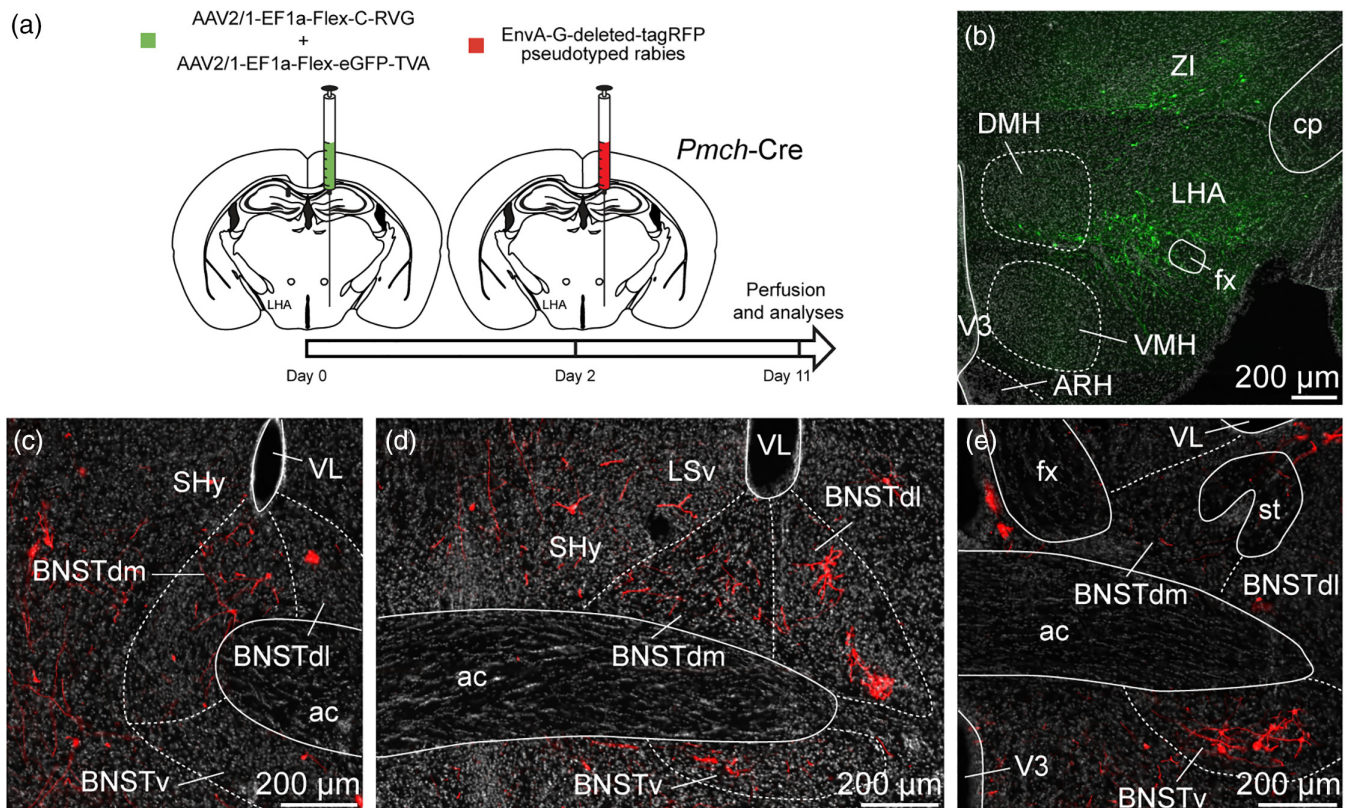 (a)
AAV2/1-EF1a-Flex-C-RVG
+
AAV2/1-EF1a-Flex-eGFP-TVA
EnvA-G-deleted-tagRFP
pseudotyped rabies
Pmch-Cre
LHA
LHA
Perfusion
and analyses
Day 0
Day 2
Day 11
(b)
ZI
cp
DMH
LHA
fx
V3
VMH
ARH
200 µm
(c)
VL
SHy
BNSTdm
BNSTdl
ac
BNSTv
200 µm
(d)
VL
LSv
BNSTdl
SHy
BNSTdm
ac
BNSTv
200 µm
(e)
VL
fx
st
BNSTdm
BNSTdl
ac
V3
BNSTv
200 µm